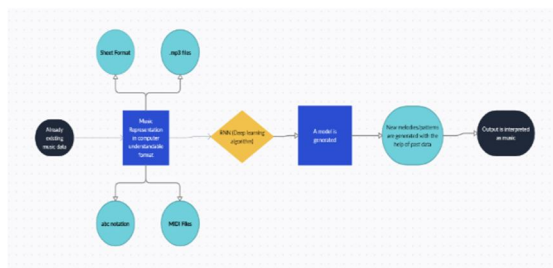 Sheet Format
.mp3 files
Already
existing
music data
Music
Representation
in computer
understandable
format
RNN (Deep learning
algorithm)
A model is
generated
New melodies/patterns
are generated with the
help of past data
Output is interpreted
as music
abc notation
MIDI Files